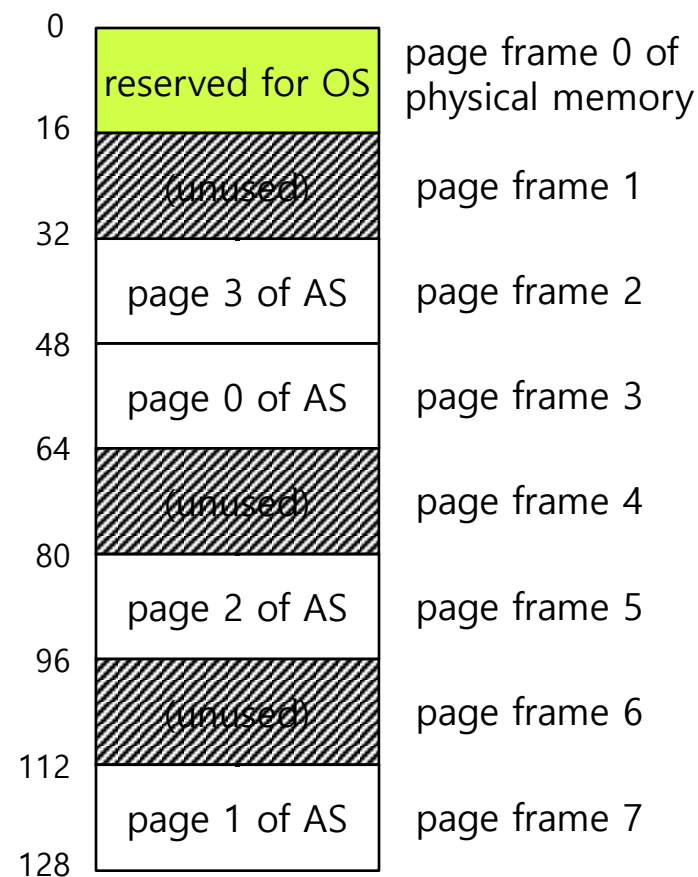 0
reserved for OS
page frame 0 of
physical memory
16
(unused)
page frame 1
32
page 3 of AS
page frame 2
48
page 0 of AS
page frame 3
64
(unused)
page frame 4
80
page 2 of AS
page frame 5
96
(unused)
page frame 6
112
page 1 of AS
page frame 7
128